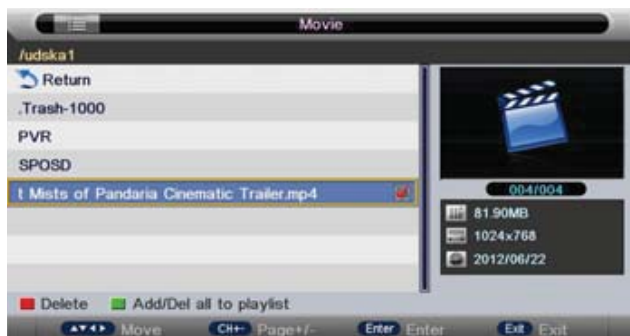 Movie
/udska1
Return
.Trash-1000
PVR
SPOSD
t Mists of Pandaria Cinematic Trailer.mp4
004/004
81.90MB
1024x768
2012/06/22
Delete Add/Del all to playlist
Move CH+- Page+/- Enter Enter Exit Exit